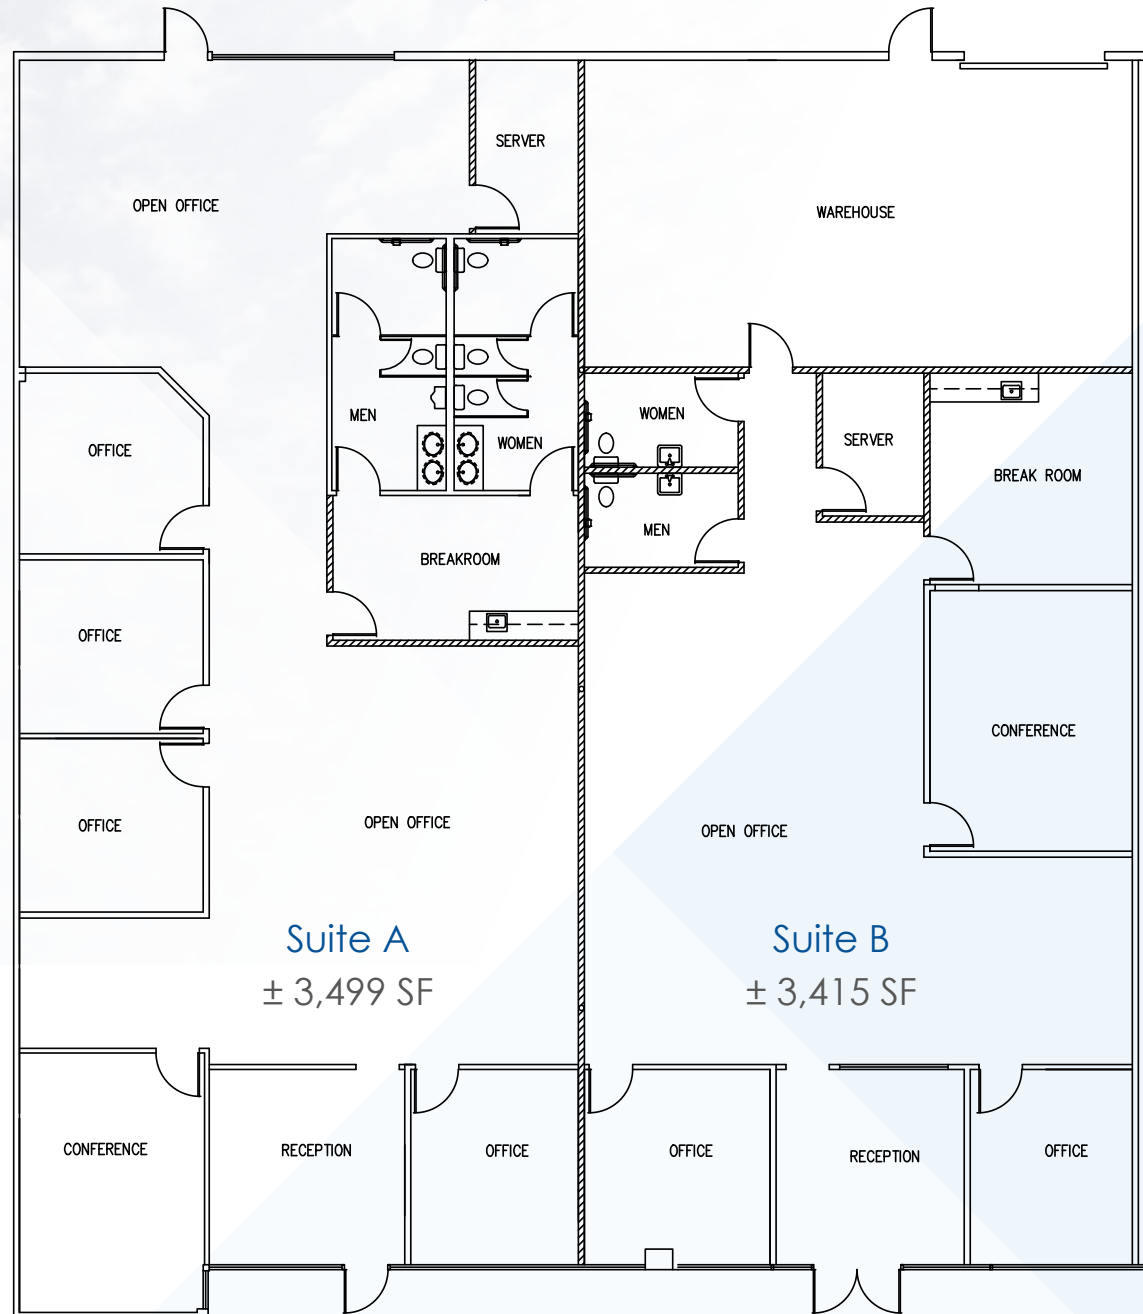 SERVER
OPEN OFFICE
WAREHOUSE
MEN
WOMEN
WOMEN
SERVER
OFFICE
BREAK ROOM
MEN
BREAKROOM
OFFICE
CONFERENCE
OFFICE
OPEN OFFICE
OPEN OFFICE
Suite A
± 3,499 SF
Suite B
± 3,415 SF
CONFERENCE
RECEPTION
OFFICE
OFFICE
RECEPTION
OFFICE